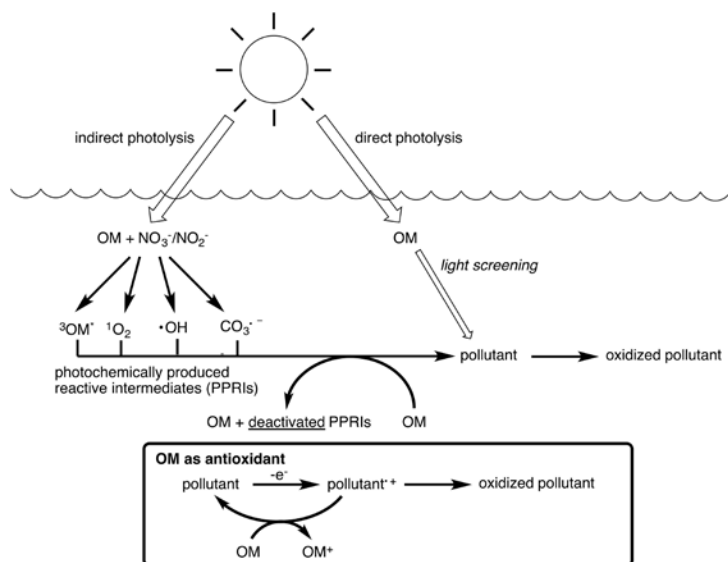 indirect photolysis
direct photolysis
OM + NO₃⁻/NO₂⁻
OM
light screening
³OM* ¹O₂ •OH CO₃•⁻
pollutant
oxidized pollutant
photochemically produced
reactive intermediates (PPRIs)
OM + deactivated PPRIs
OM
OM as antioxidant
pollutant
-e⁻
pollutant•⁺
oxidized pollutant
OM
OM⁺